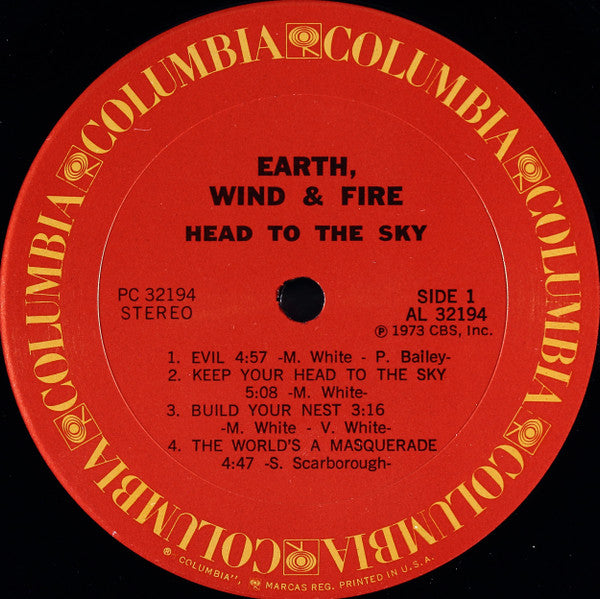 COLUMBIA COLUMBIA COLUMBIA COLUMBIA COLUMBIA COLUMBIA COLUMBIA COLUMBIA
EARTH,
WIND & FIRE
HEAD TO THE SKY
PC 32194
STEREO
SIDE 1
AL 32194
℗ 1973 CBS, Inc.
1. EVIL 4:57 -M. White - P. Balley-
2. KEEP YOUR HEAD TO THE SKY
5:08 -M. White-
3. BUILD YOUR NEST 3:16
-M. White - V. White-
4. THE WORLD'S A MASQUERADE
4:47 -S. Scarborough-
® "COLUMBIA", MARCAS REG. PRINTED IN U.S.A.